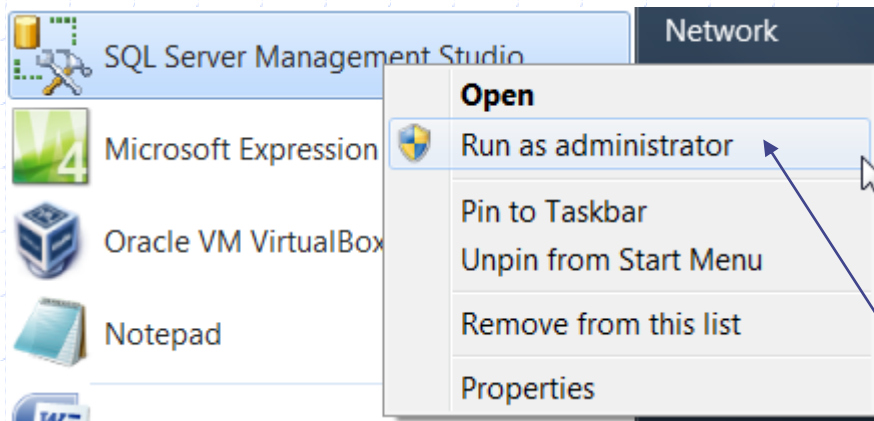 SQL Server Management Studio
Network
Open
Microsoft Expression
4
Run as administrator
Pin to Taskbar
Oracle VM VirtualBox
Unpin from Start Menu
Notepad
Remove from this list
Properties